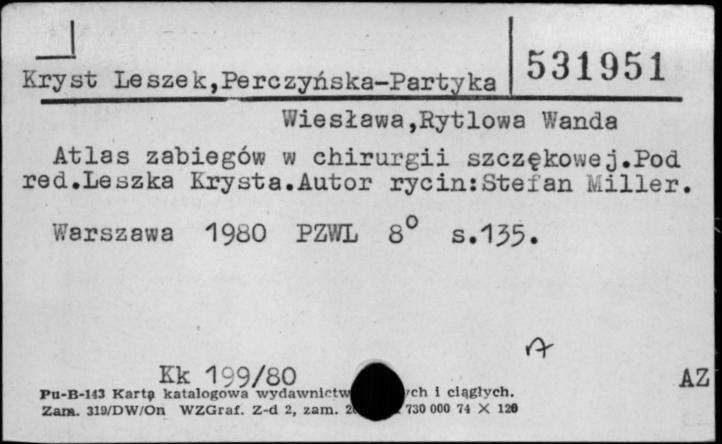 531951
Kryst Leszek,Perczyńska-Partyka
Wiesława,Rytlowa Wanda
Atlas zabiegów w chirurgii szczękowej.Pod
red.Leszka Krysta.Autor rycin:Stefan Miller.
Warszawa 1980 PZWL 8° s.135.
Kk 199/80
AZ
Pu-B-143 Karta katalogowa wydawnictw ych i ciągłych.
Zam. 319/DW/On WZGraf. Z-d 2, zam. 730 000 74 X 120